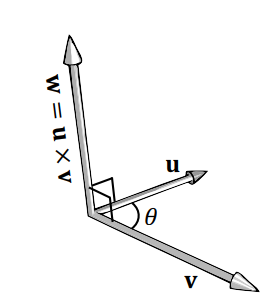 w = u × v
u
θ
v